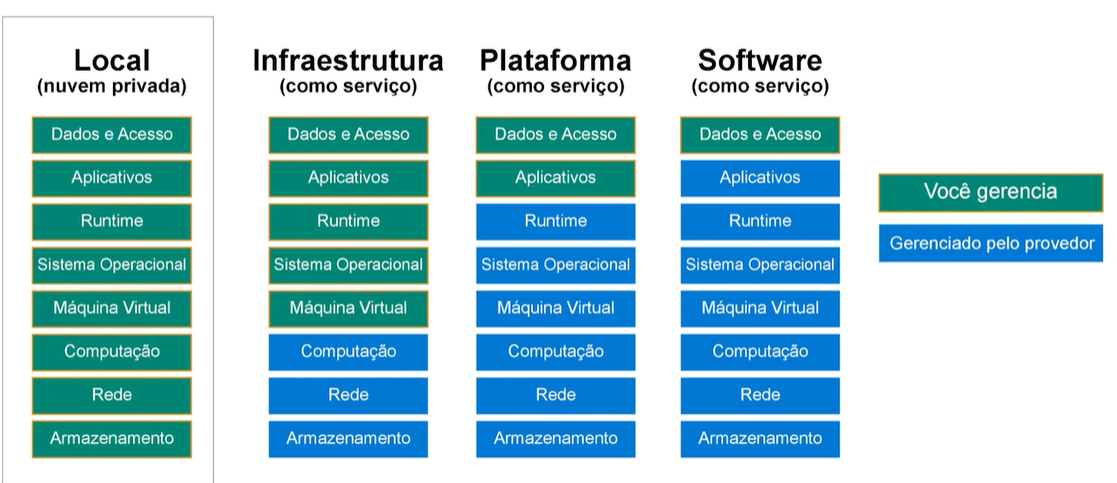 Local
(nuvem privada)
Dados e Acesso
Aplicativos
Runtime
Sistema Operacional
Máquina Virtual
Computação
Rede
Armazenamento
Infraestrutura
(como serviço)
Dados e Acesso
Aplicativos
Runtime
Sistema Operacional
Máquina Virtual
Computação
Rede
Armazenamento
Plataforma
(como serviço)
Dados e Acesso
Aplicativos
Runtime
Sistema Operacional
Máquina Virtual
Computação
Rede
Armazenamento
Software
(como serviço)
Dados e Acesso
Aplicativos
Runtime
Sistema Operacional
Máquina Virtual
Computação
Rede
Armazenamento
Você gerencia
Gerenciado pelo provedor